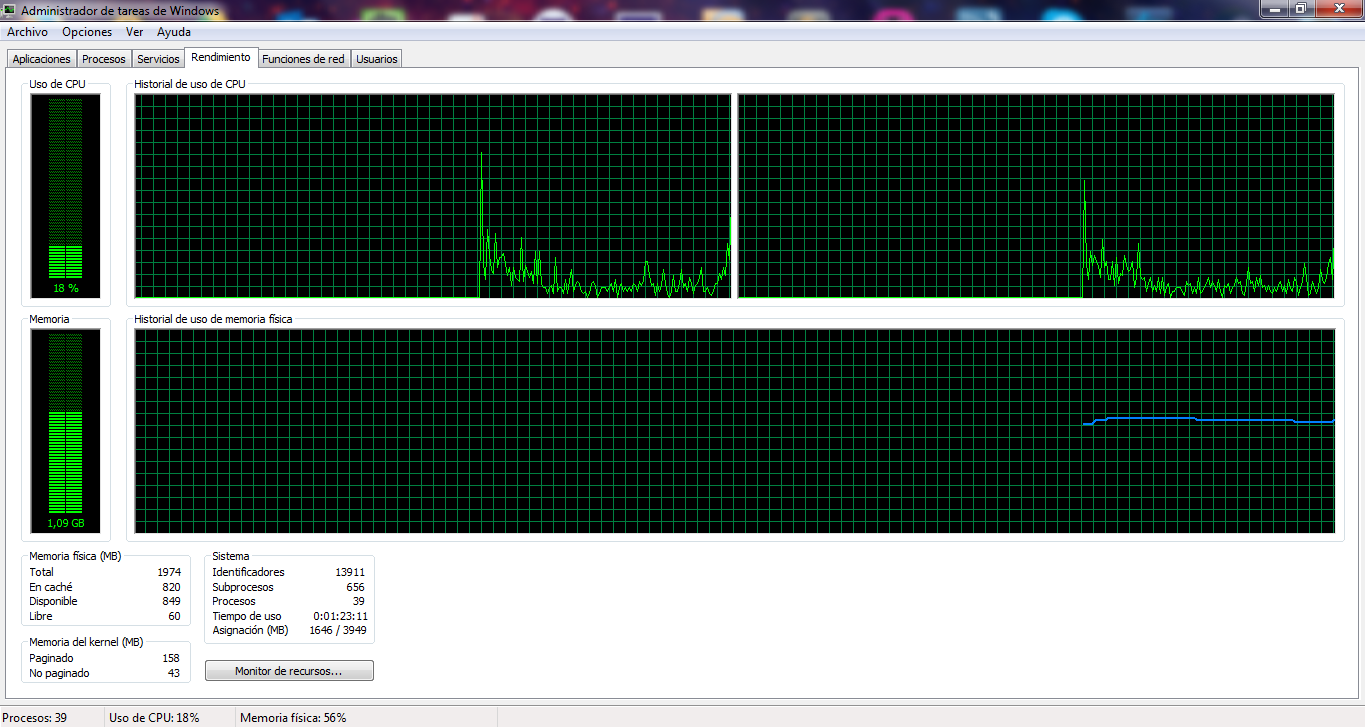 Administrador de tareas de Windows
Archivo Opciones Ver Ayuda
Aplicaciones Procesos Servicios Rendimiento Funciones de red Usuarios
Uso de CPU Historial de uso de CPU
18 %
Memoria Historial de uso de memoria física
1,09 GB
Memoria física (MB)
Total 1974
En caché 820
Disponible 849
Libre 60
Memoria del kernel (MB)
Paginado 158
No paginado 43
Sistema
Identificadores 13911
Subprocesos 656
Procesos 39
Tiempo de uso 0:01:23:11
Asignación (MB) 1646 / 3949
Monitor de recursos...
Procesos: 39 Uso de CPU: 18% Memoria física: 56%